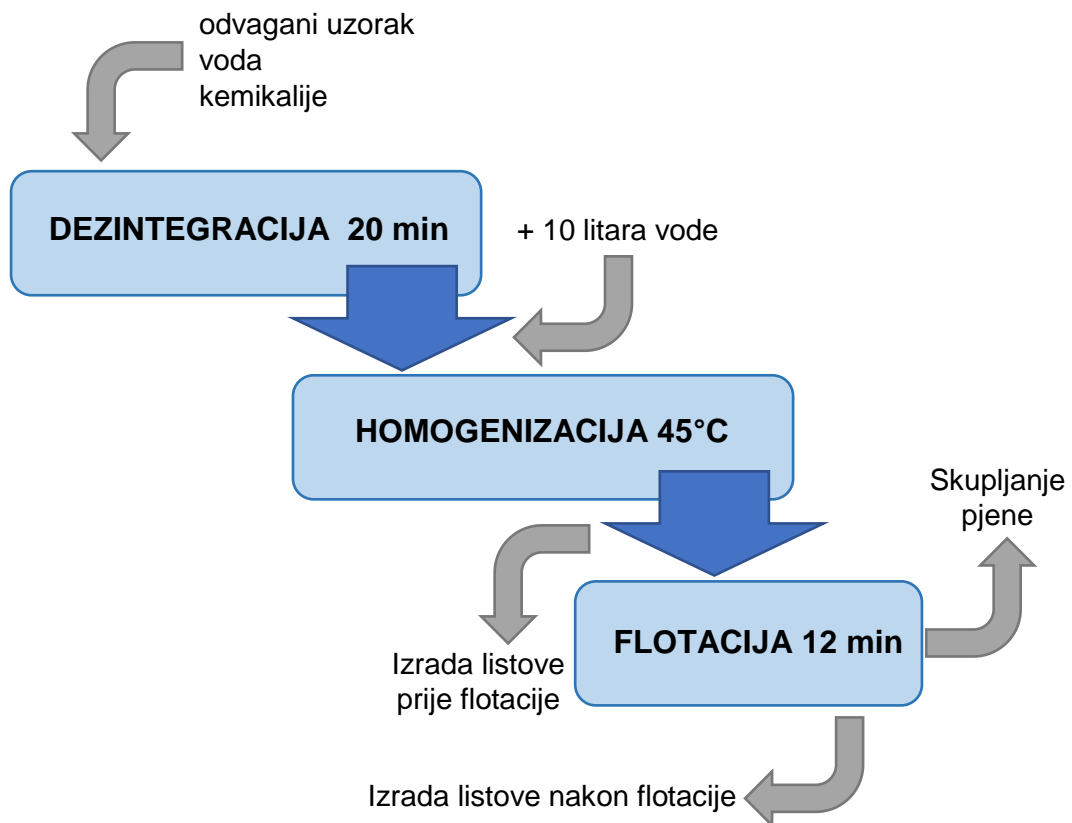 odvagani uzorak
voda
kemikalije
DEZINTEGRACIJA 20 min
+ 10 litara vode
HOMOGENIZACIJA 45°C
Skupljanje
pjene
FLOTACIJA 12 min
Izrada listove
prije flotacije
Izrada listove nakon flotacije